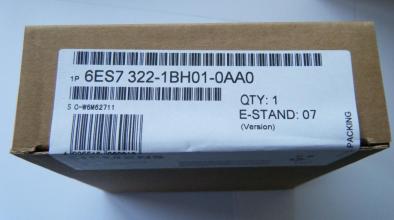 1P 6ES7 322-1BH01-0AA0
S C-W6M62711
QTY: 1
E-STAND: 07
(Version)
PACKING